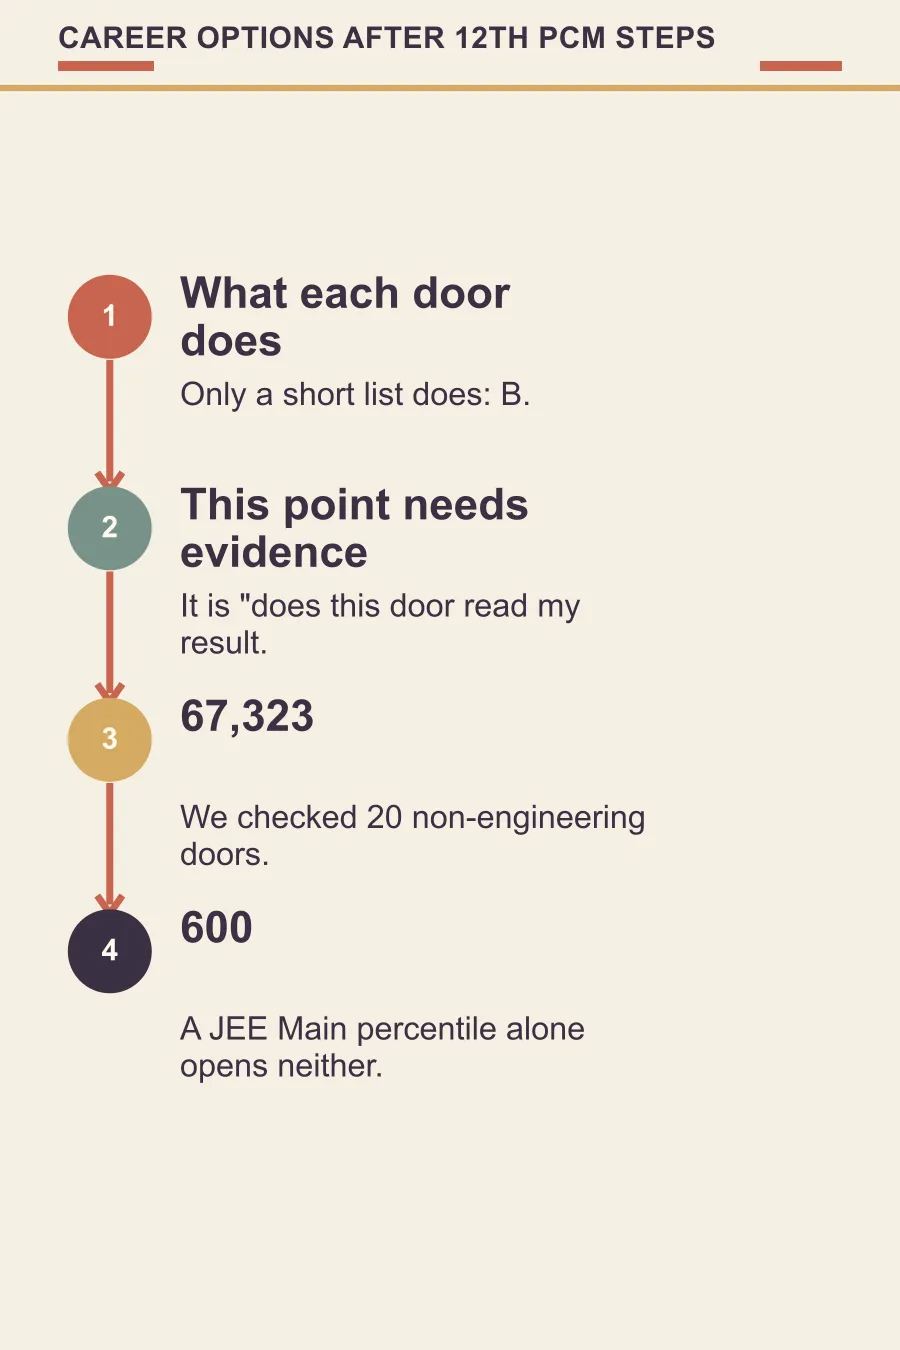 CAREER OPTIONS AFTER 12TH PCM STEPS
1
What each door
does
Only a short list does: B.
2
This point needs
evidence
It is "does this door read my
result.
3
67,323
We checked 20 non-engineering
doors.
4
600
A JEE Main percentile alone
opens neither.